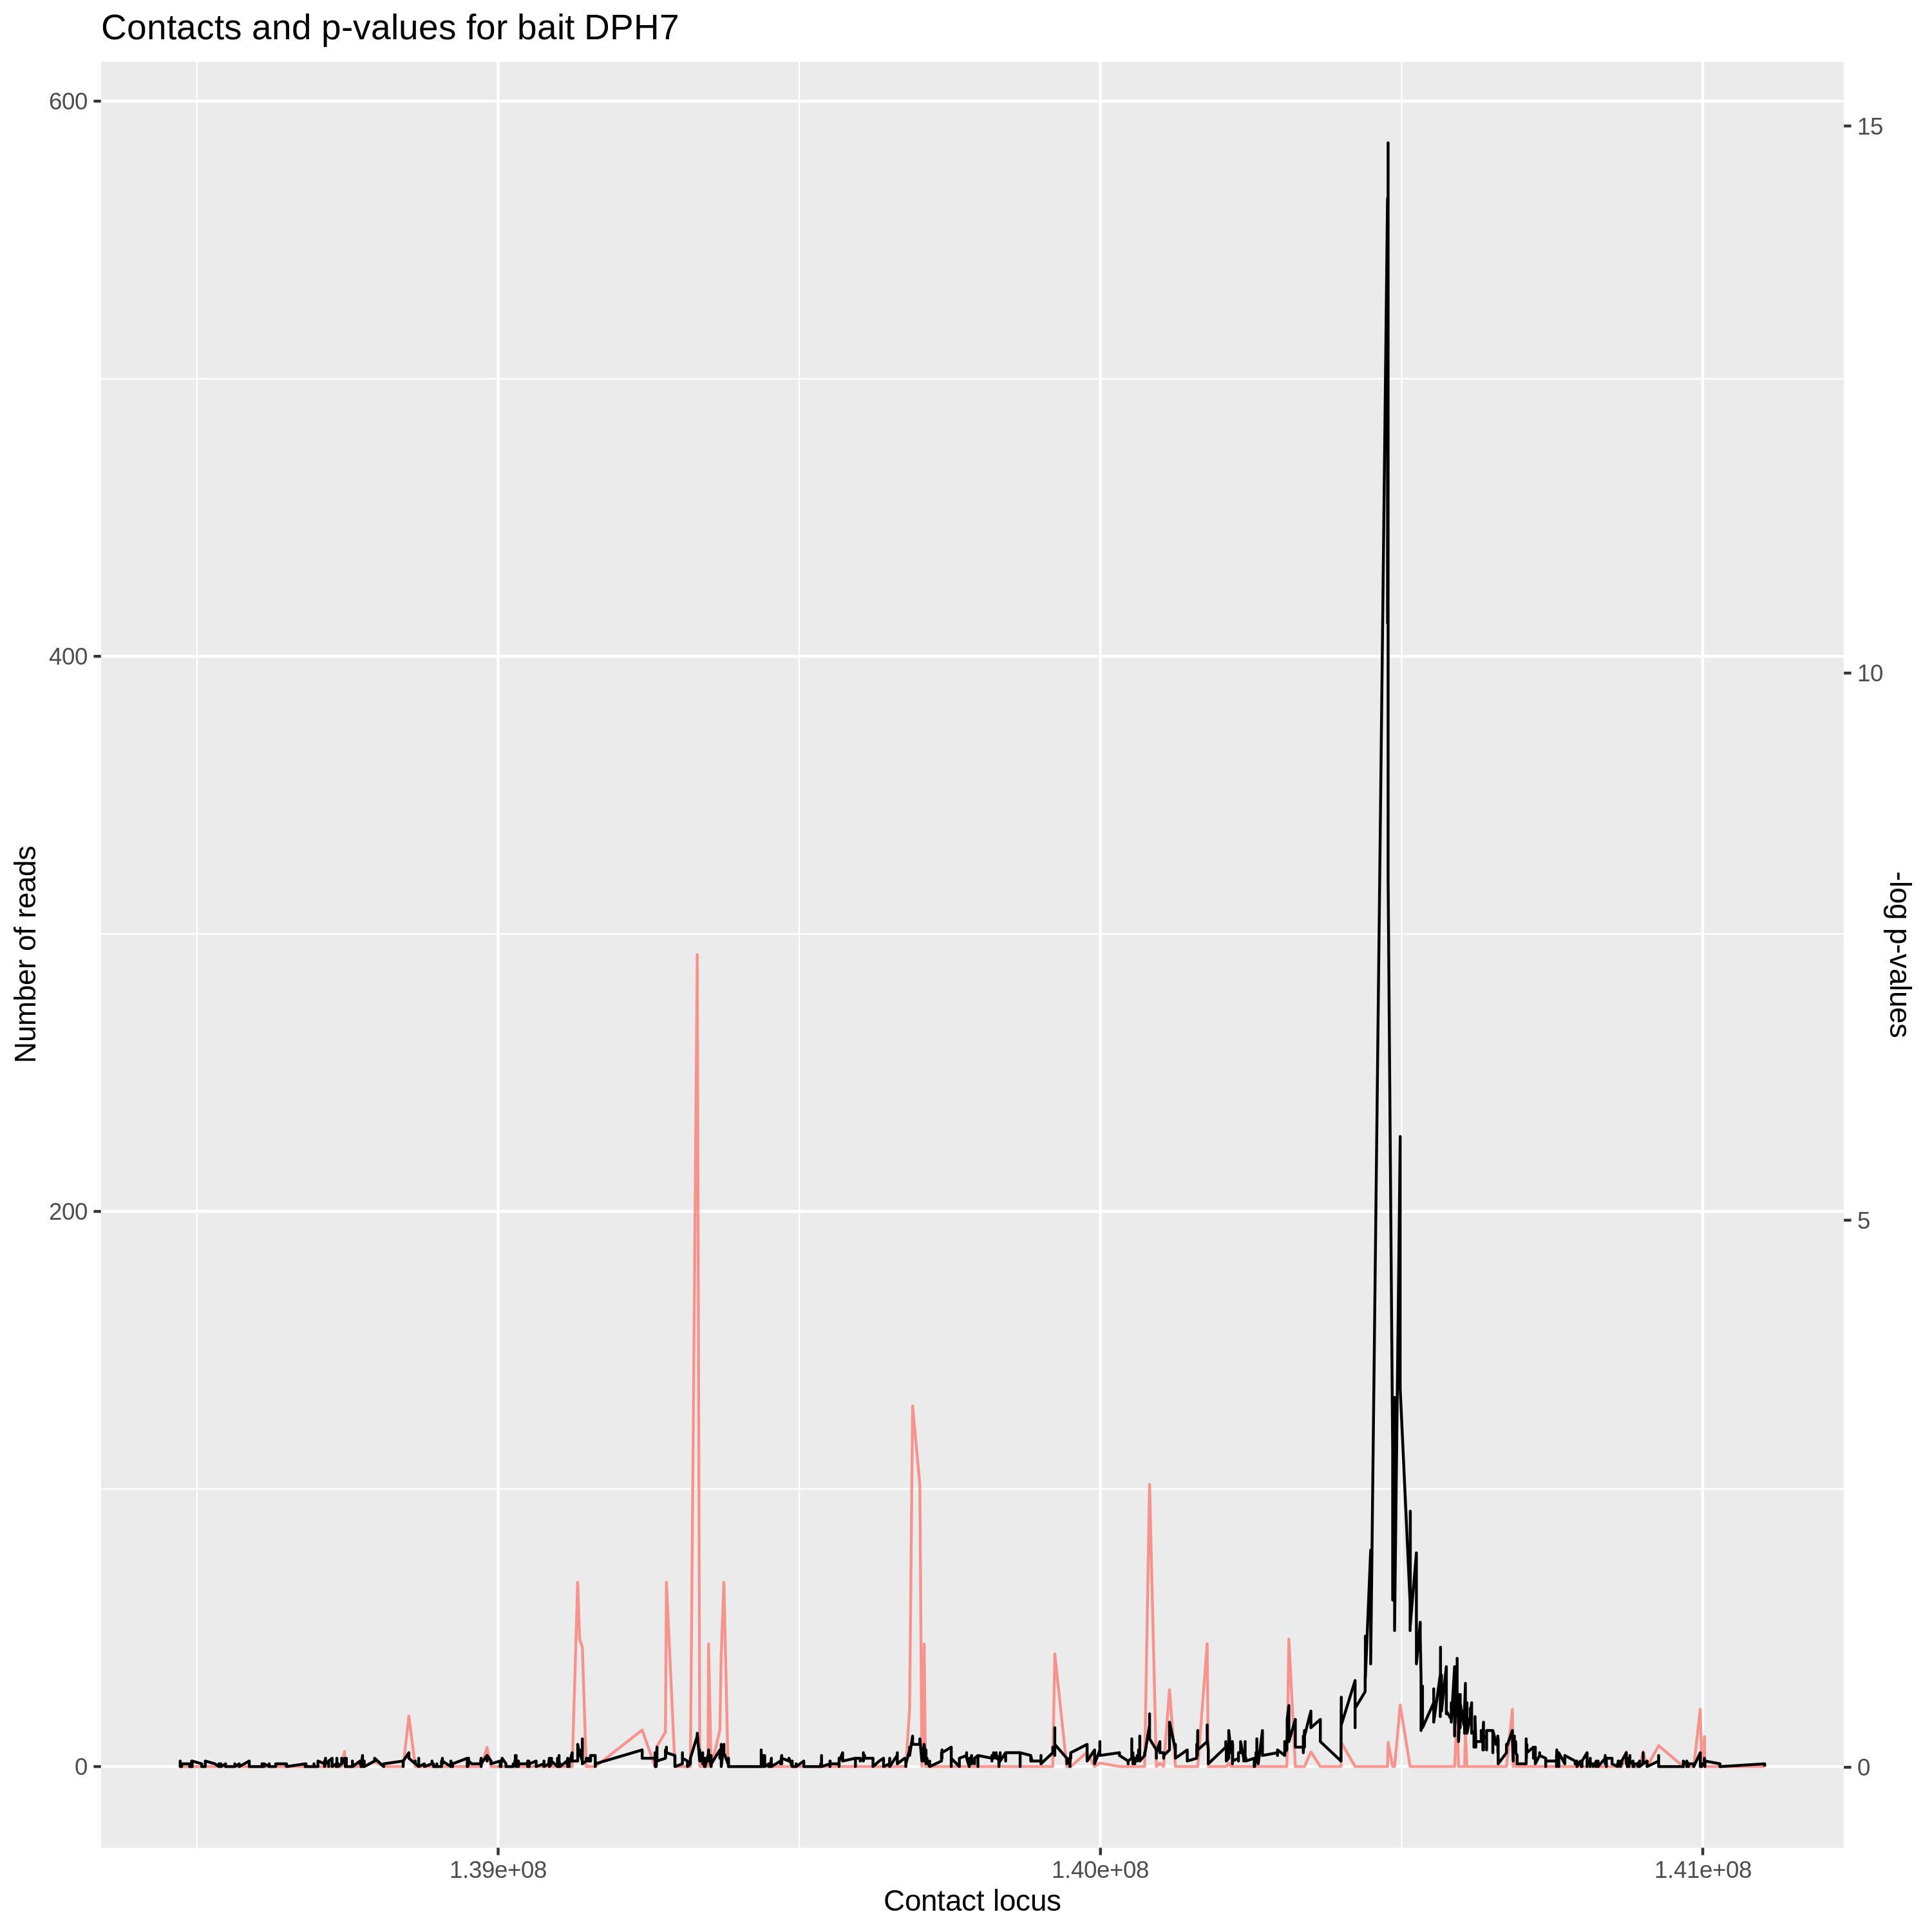 Contacts and p-values for bait DPH7
600
400
200
0
Number of reads
15
10
5
0
-log p-values
1.39e+08
1.40e+08
1.41e+08
Contact locus